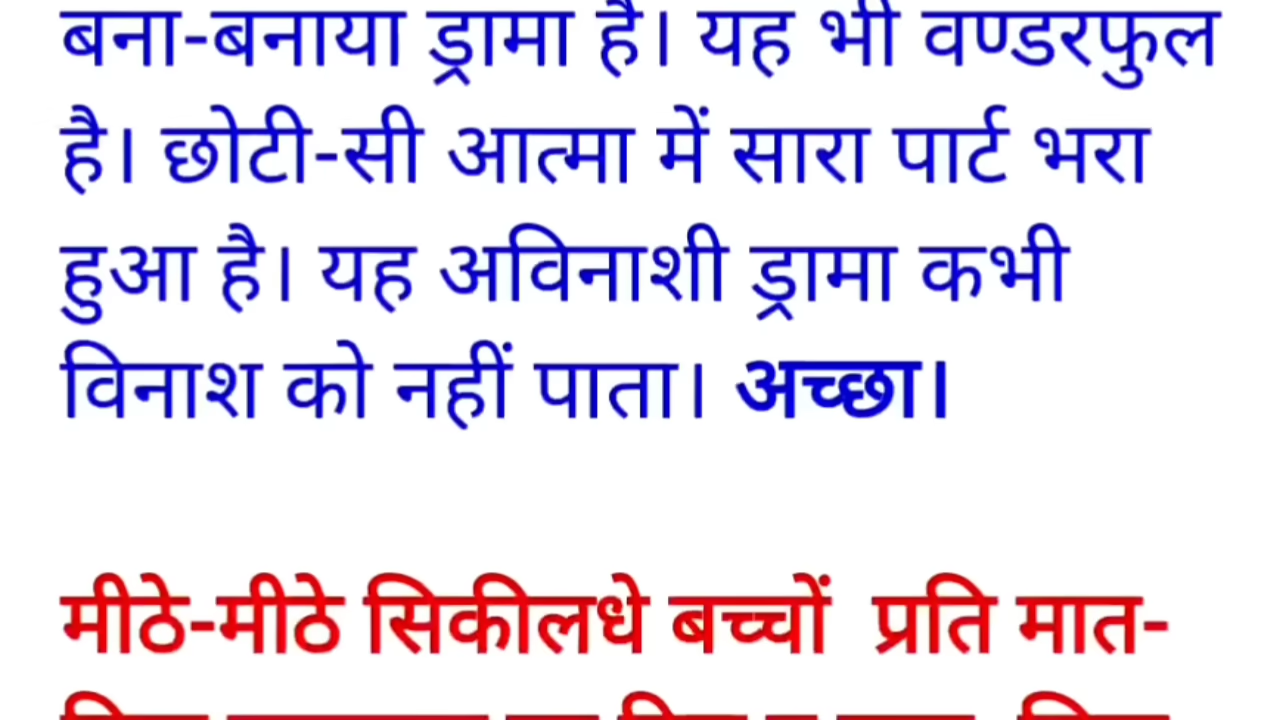 बना-बनाया ड्रामा है। यह भी वण्डरफुल
है। छोटी-सी आत्मा में सारा पार्ट भरा
हुआ है। यह अविनाशी ड्रामा कभी
विनाश को नहीं पाता। अच्छा।
मीठे-मीठे सिकीलधे बच्चों प्रति मात-